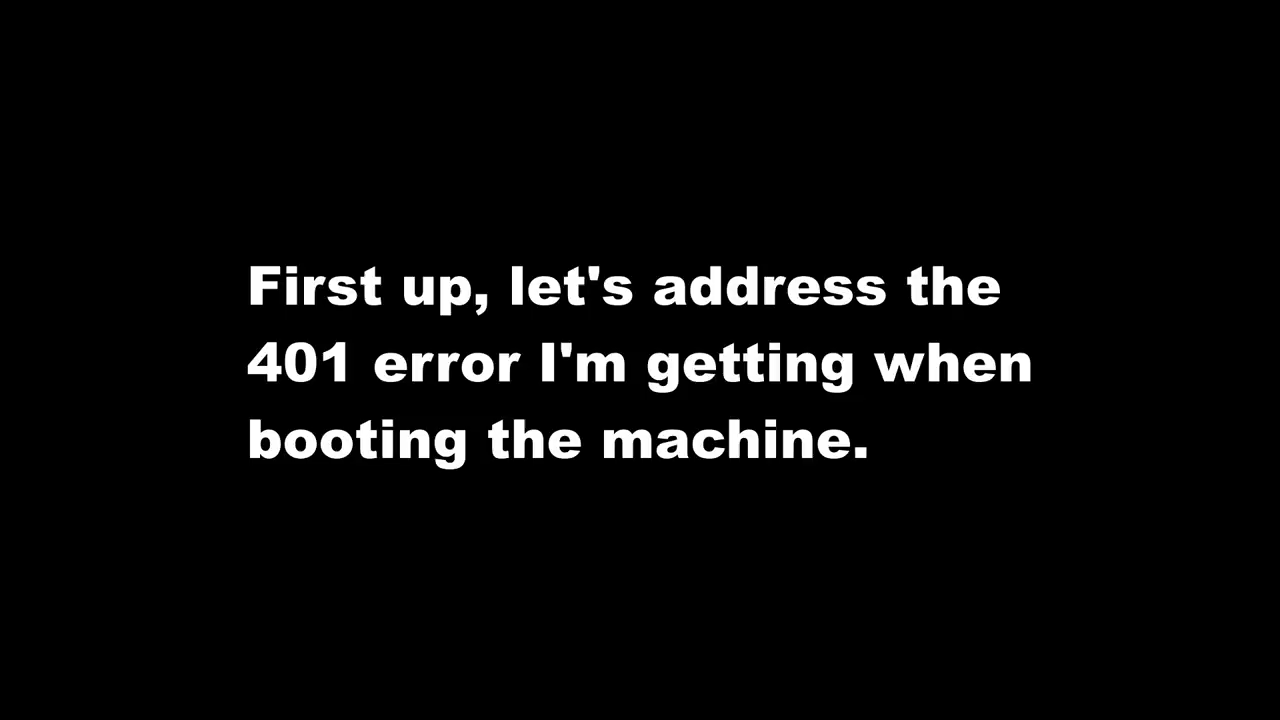 First up, let's address the
401 error I'm getting when
booting the machine.